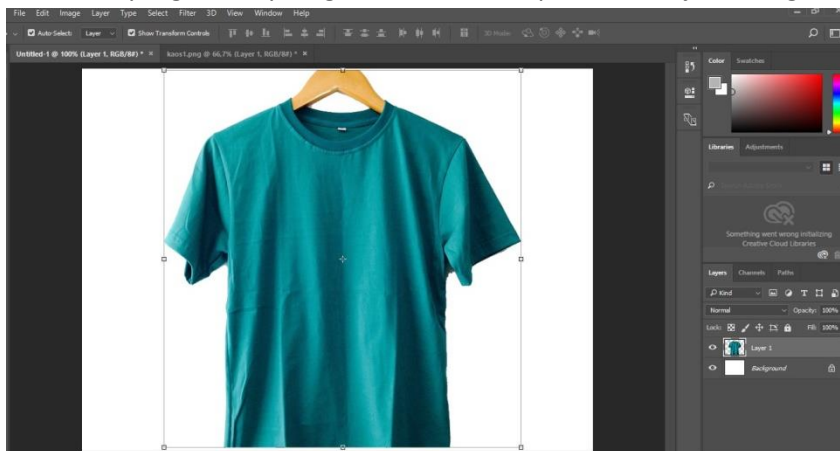 File Edit Image Layer Type Select Filter 3D View Window Help
Auto-Select: Layer Show Transform Controls
Untitled-1 @ 100% (Layer 1, RGB/8#) * × kaos1.png @ 66,7% (Layer 1, RGB/8#) * ×
Color Swatches
Libraries Adjustments
Something went wrong initializing
Creative Cloud Libraries
Layers Channels Paths
Kind
Normal Opacity: 100%
Lock: Fill: 100%
Layer 1
Background